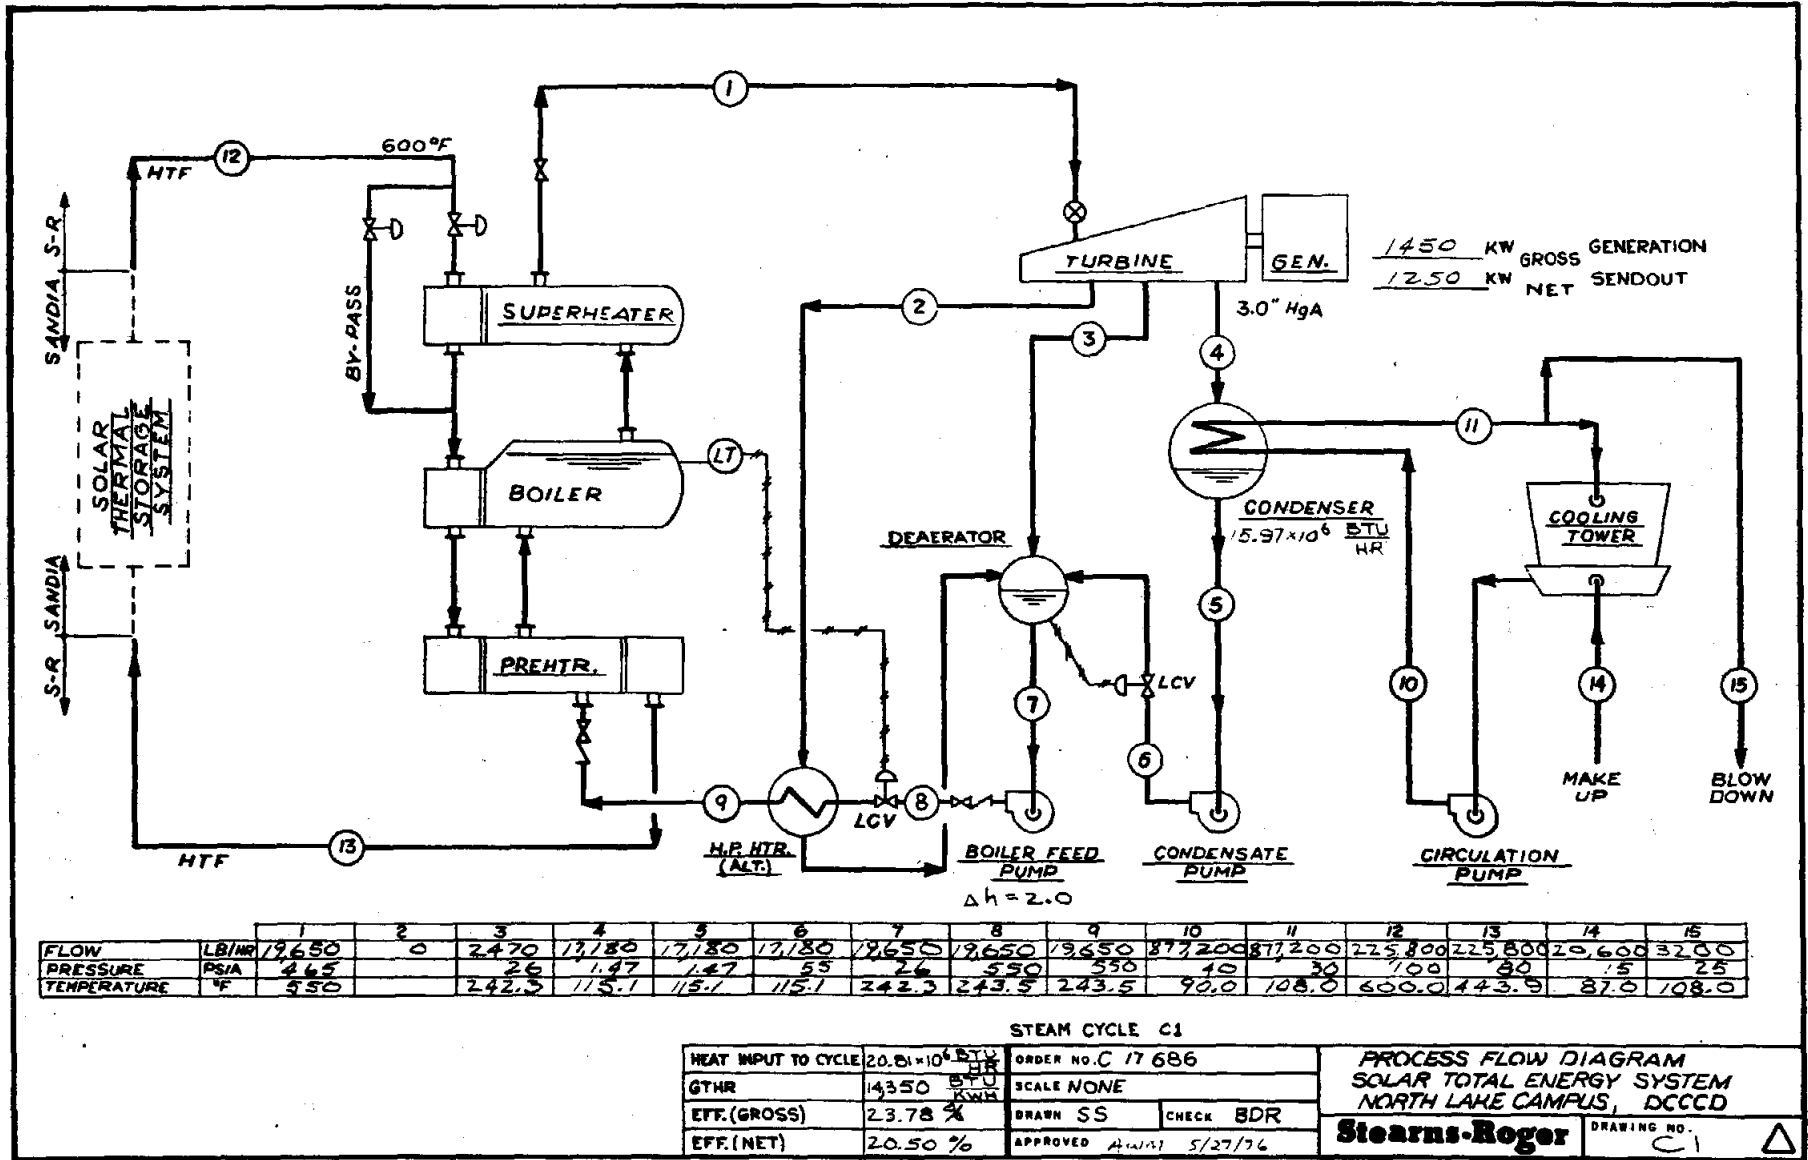 1
12
600°F
HTF
S-R
SANDIA
BY-PASS
SUPERHEATER
TURBINE
GEN.
1450 KW GROSS GENERATION
1250 KW NET SENDOUT
2
3
3.0" HgA
4
11
SOLAR
THERMAL
STORAGE
SYSTEM
LT
BOILER
CONDENSER
15.97×10⁶ BTU
HR
DEAERATOR
COOLING
TOWER
SANDIA
S-R
5
PREHTR.
LCV
7
10
14
15
6
MAKE
UP
BLOW
DOWN
9
8
LCV
13
HTF
H.P. HTR.
(ALT.)
BOILER FEED
PUMP
Δh=2.0
CONDENSATE
PUMP
CIRCULATION
PUMP
1 2 3 4 5 6 7 8 9 10 11 12 13 14 15
FLOW LB/HR 19,650 0 2470 17,180 17,180 17,180 19,650 19,650 19,650 877,200 877,200 225,800 225,800 20,600 3200
PRESSURE PSIA 465 26 1.47 1.47 55 26 550 550 40 30 100 80 15 25
TEMPERATURE °F 550 242.3 115.1 115.1 115.1 242.3 243.5 243.5 90.0 108.0 600.0 443.9 87.0 108.0
STEAM CYCLE C1
HEAT INPUT TO CYCLE 20.81×10⁶ BTU HR
GTHR 14,350 BTU KWH
EFF.(GROSS) 23.78 %
EFF.(NET) 20.50 %
ORDER NO. C 17686
SCALE NONE
DRAWN SS CHECK BDR
APPROVED 5/27/76
PROCESS FLOW DIAGRAM
SOLAR TOTAL ENERGY SYSTEM
NORTH LAKE CAMPUS, DCCCD
Stearns-Roger
DRAWING NO.
C1